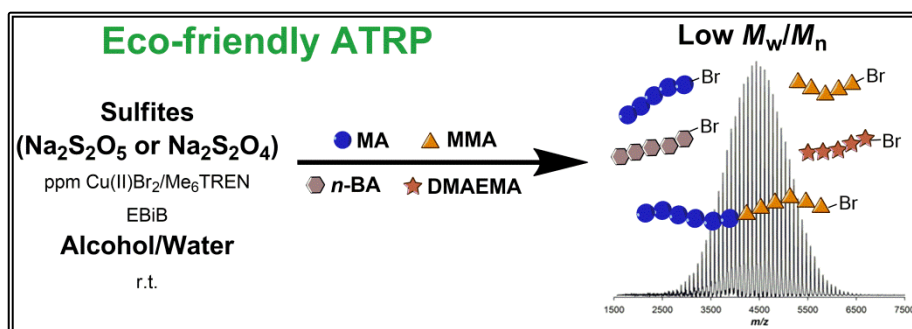 Eco-friendly ATRP
Sulfites
(Na₂S₂O₅ or Na₂S₂O₄)
ppm Cu(II)Br₂/Me₆TREN
EBiB
Alcohol/Water
r.t.
MA MMA
n-BA DMAEMA
Low Mw/Mn
Br
Br
Br
Br
Br
1500 2500 3500 4500 5500 6500 7500
m/z